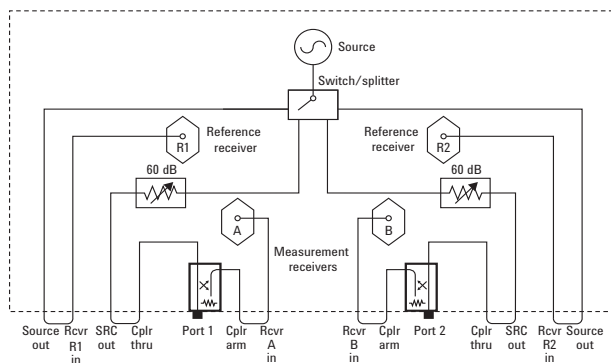 Source
Switch/splitter
R1
Reference
receiver
Reference
receiver
R2
60 dB
60 dB
A
B
Measurement
receivers
Source
out
Rcvr
R1
in
SRC
out
Cplr
thru
Port 1
Cplr
arm
Rcvr
A
in
Rcvr
B
in
Cplr
arm
Port 2
Cplr
thru
SRC
out
Rcvr
R2
in
Source
out